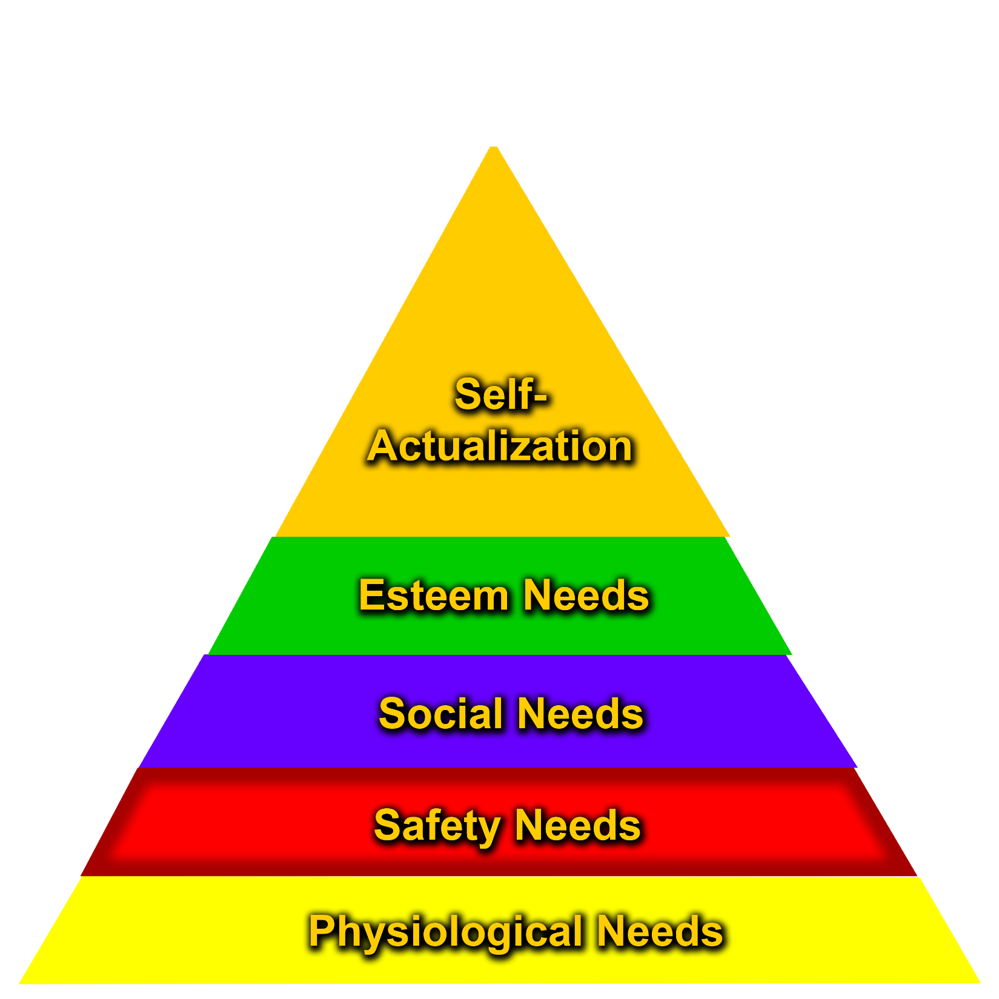 Self-
Actualization
Esteem Needs
Social Needs
Safety Needs
Physiological Needs